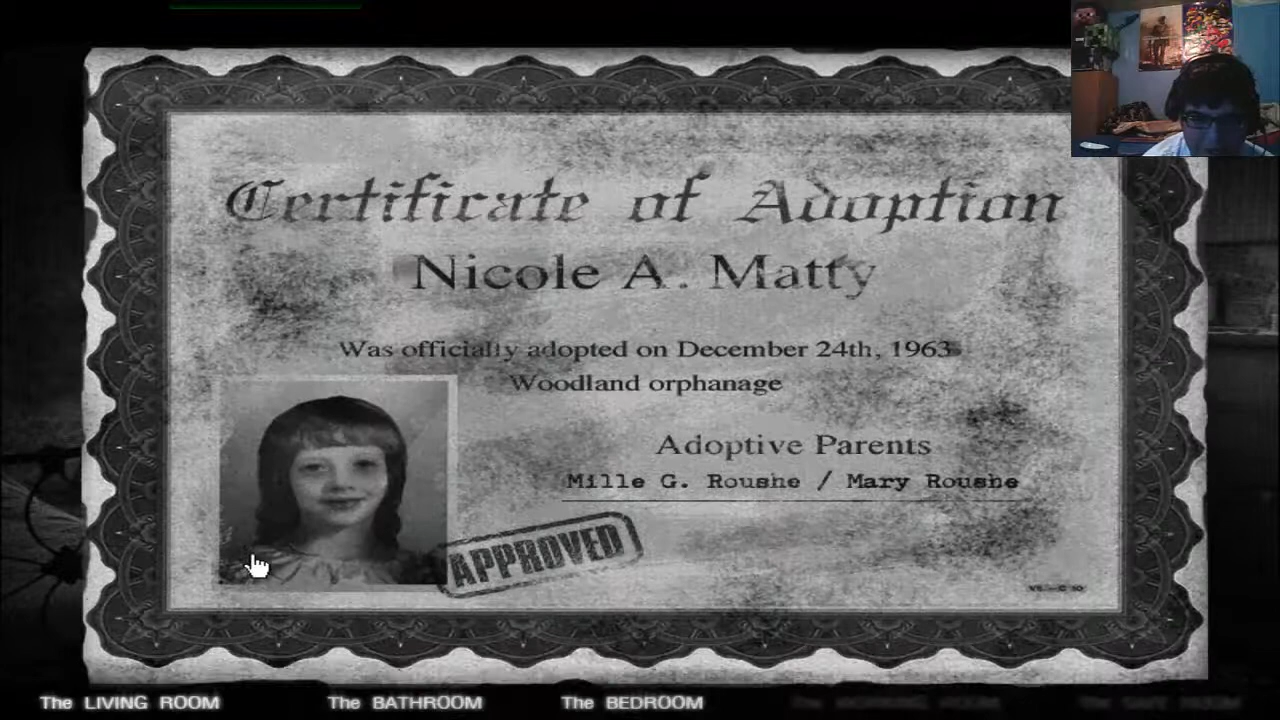 Certificate of Adoption
Nicole A. Matty
Was officially adopted on December 24th, 1963
Woodland orphanage
Adoptive Parents
Mille G. Roushe / Mary Roushe
APPROVED
The LIVING ROOM
The BATHROOM
The BEDROOM